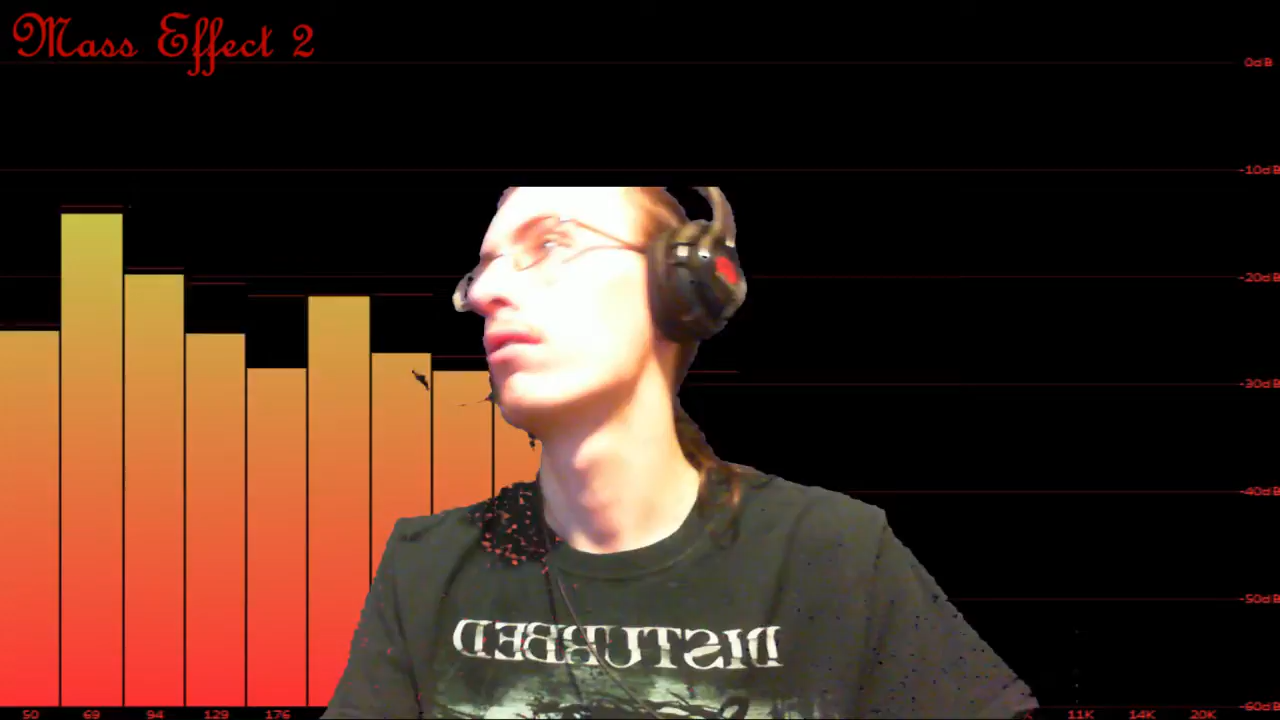 Mass Effect 2
0dB
-10dB
-20dB
-30dB
-40dB
DISTURBED
-50dB
-60dB
50 69 94 129 176 11K 14K 20K